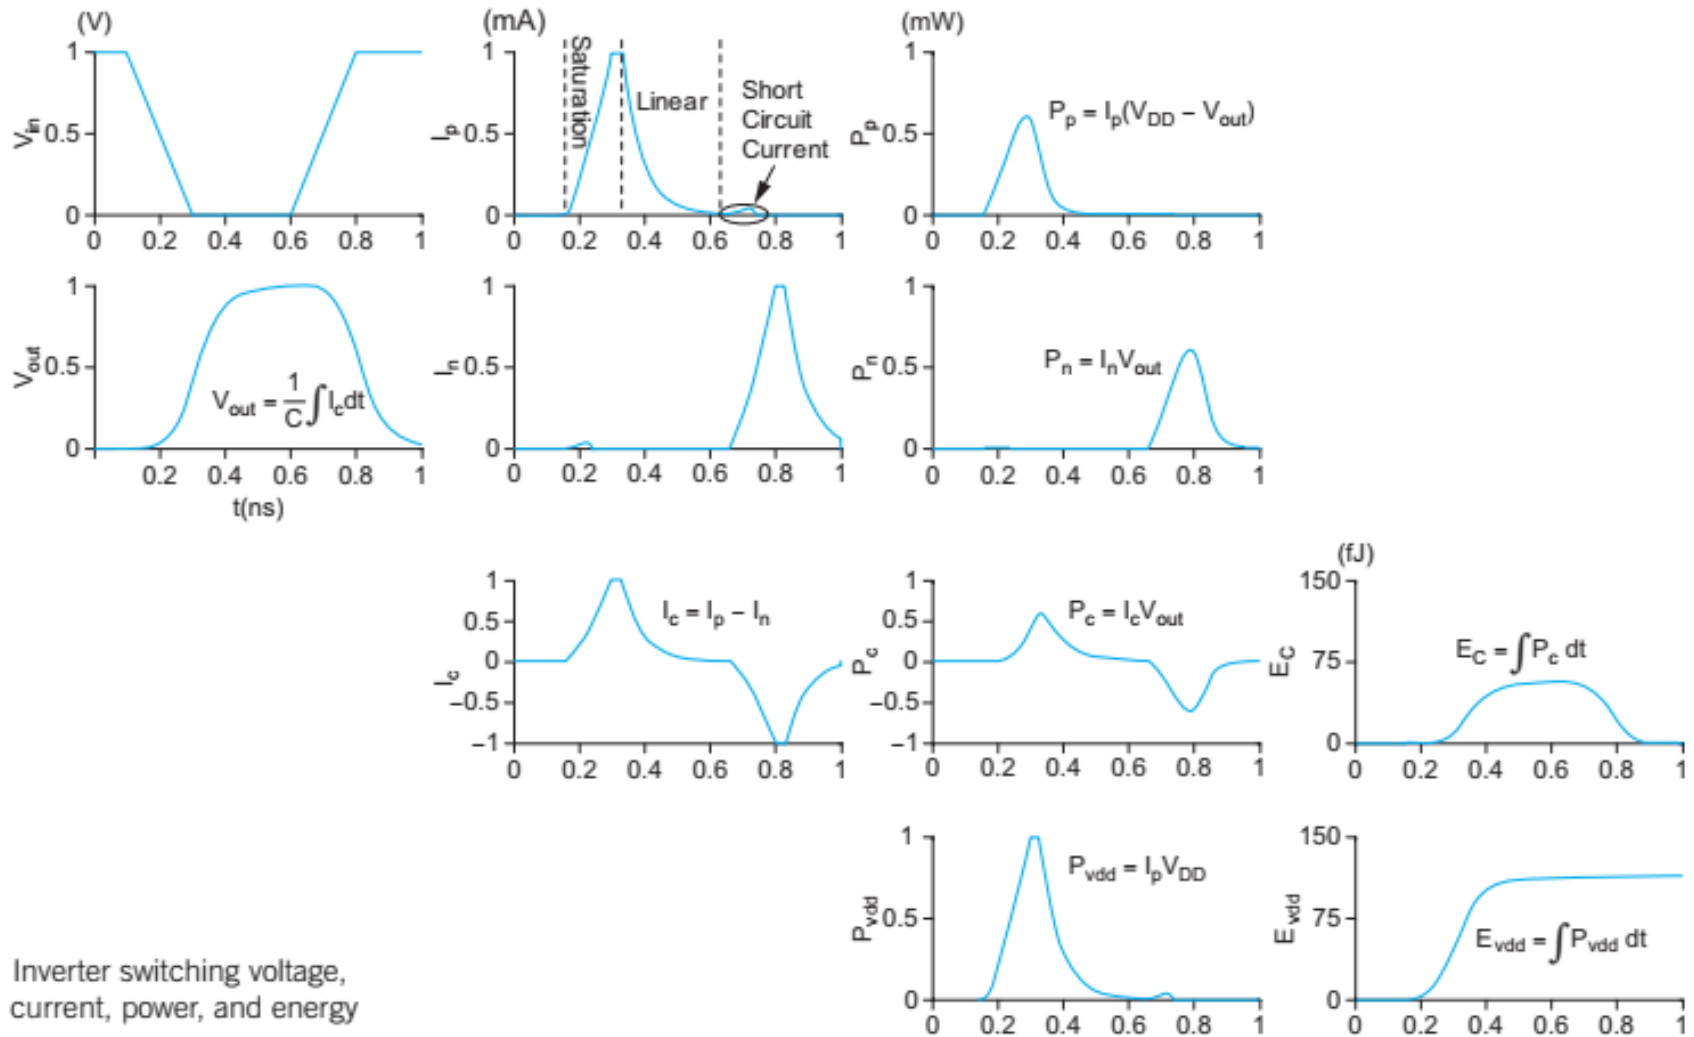 (V)
1
0.5
0
V_in
0 0.2 0.4 0.6 0.8 1
(mA)
1
I_p 0.5
0
Saturation
Linear
Short
Circuit
Current
0 0.2 0.4 0.6 0.8 1
(mW)
1
P_p 0.5
0
P_p = I_p(V_DD – V_out)
0 0.2 0.4 0.6 0.8 1
1
V_out 0.5
0
V_out = 1/C ∫I_c dt
0.2 0.4 0.6 0.8 1
t(ns)
1
I_n 0.5
0
0 0.2 0.4 0.6 0.8 1
1
P_n 0.5
0
P_n = I_nV_out
0 0.2 0.4 0.6 0.8 1
1
0.5
0
–0.5
–1
I_c
I_c = I_p – I_n
0 0.2 0.4 0.6 0.8 1
1
0.5
0
–0.5
–1
P_c
P_c = I_cV_out
0 0.2 0.4 0.6 0.8 1
(fJ)
150
75
0
E_C
E_C = ∫P_c dt
0 0.2 0.4 0.6 0.8 1
1
P_vdd 0.5
0
P_vdd = I_pV_DD
0 0.2 0.4 0.6 0.8 1
150
75
0
E_vdd
E_vdd = ∫P_vdd dt
0 0.2 0.4 0.6 0.8 1
Inverter switching voltage,
current, power, and energy